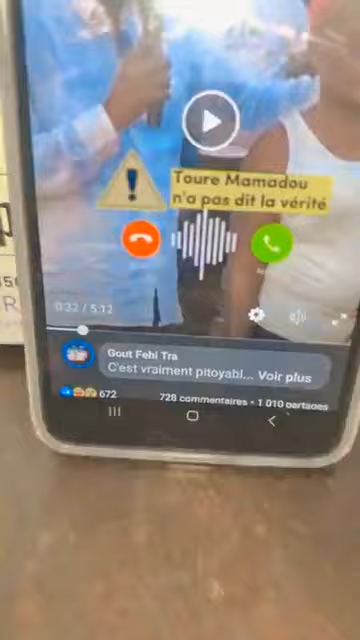 Toure Mamadou
n'a pas dit la vérité
0:32 / 5:12
Gout Fehi Tra
C'est vraiment pitoyabl... Voir plus
672
728 commentaires • 1 010 partages